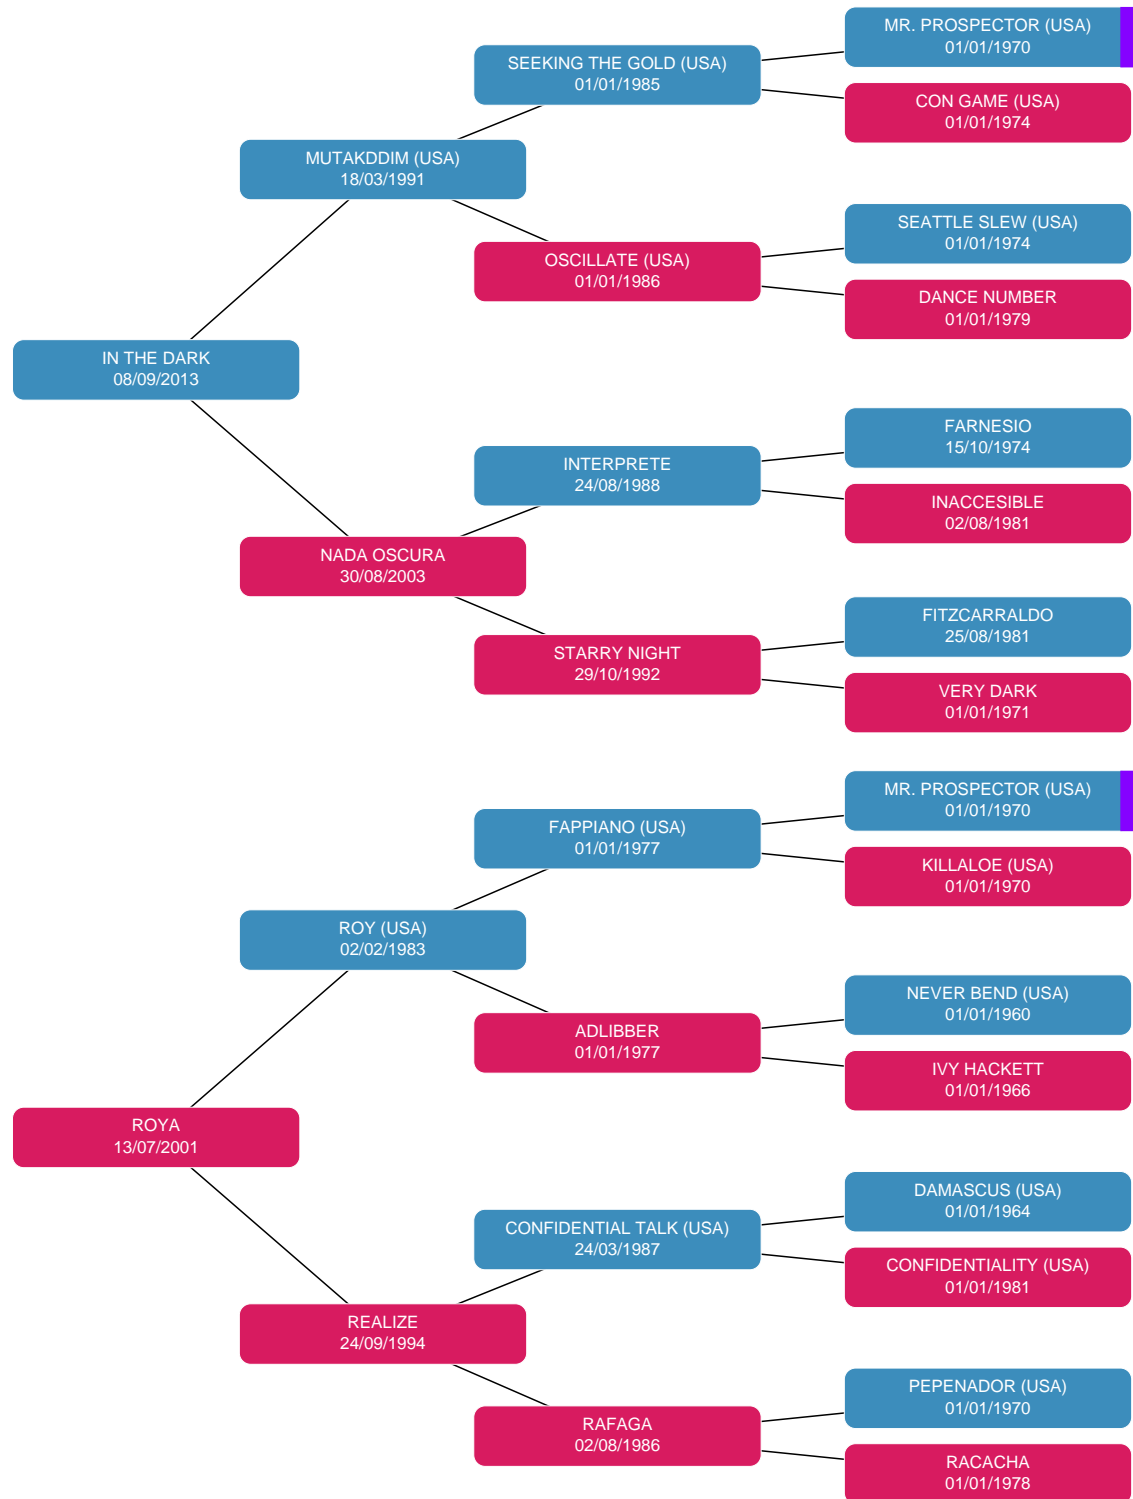 MR. PROSPECTOR (USA)
01/01/1970
SEEKING THE GOLD (USA)
01/01/1985
CON GAME (USA)
01/01/1974
MUTAKDDIM (USA)
18/03/1991
SEATTLE SLEW (USA)
01/01/1974
OSCILLATE (USA)
01/01/1986
DANCE NUMBER
01/01/1979
IN THE DARK
08/09/2013
FARNESIO
15/10/1974
INTERPRETE
24/08/1988
INACCESIBLE
02/08/1981
NADA OSCURA
30/08/2003
FITZCARRALDO
25/08/1981
STARRY NIGHT
29/10/1992
VERY DARK
01/01/1971
MR. PROSPECTOR (USA)
01/01/1970
FAPPIANO (USA)
01/01/1977
KILLALOE (USA)
01/01/1970
ROY (USA)
02/02/1983
NEVER BEND (USA)
01/01/1960
ADLIBBER
01/01/1977
IVY HACKETT
01/01/1966
ROYA
13/07/2001
DAMASCUS (USA)
01/01/1964
CONFIDENTIAL TALK (USA)
24/03/1987
CONFIDENTIALITY (USA)
01/01/1981
REALIZE
24/09/1994
PEPENADOR (USA)
01/01/1970
RAFAGA
02/08/1986
RACACHA
01/01/1978